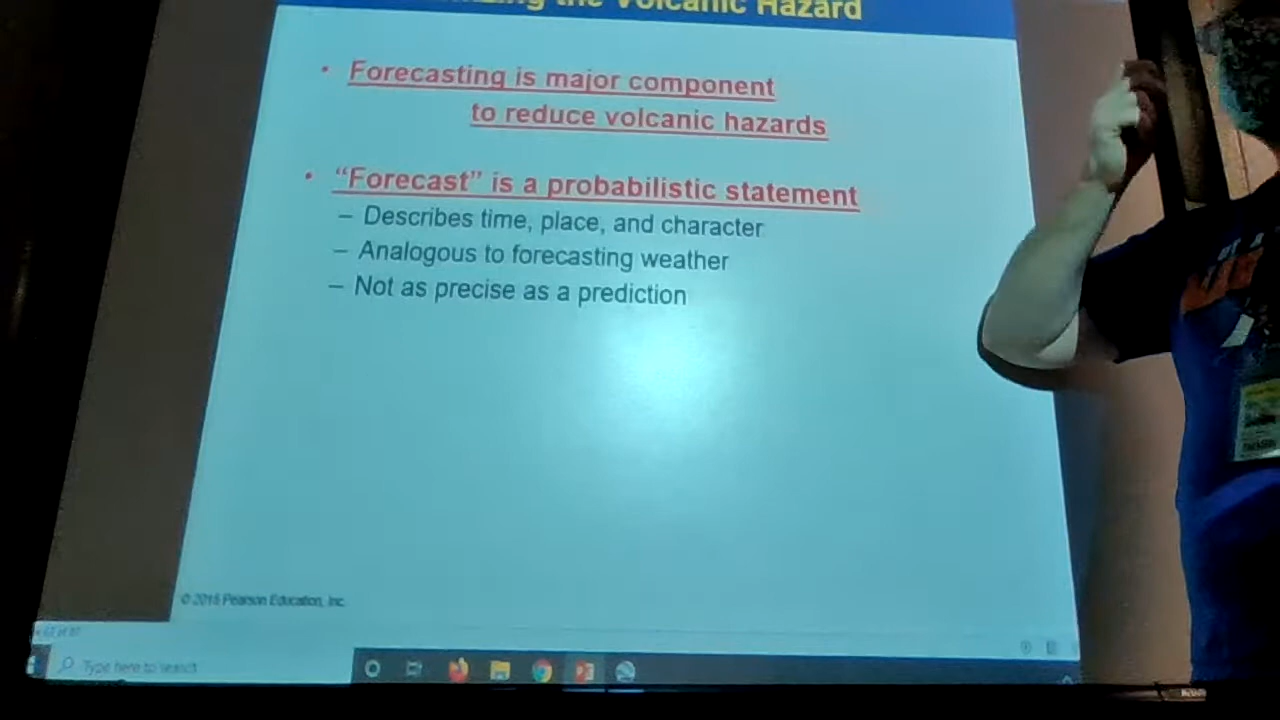 the Volcanic Hazard
• Forecasting is major component
to reduce volcanic hazards
• “Forecast” is a probabilistic statement
– Describes time, place, and character
– Analogous to forecasting weather
– Not as precise as a prediction
© 2015 Pearson Education, Inc.
Type here to search